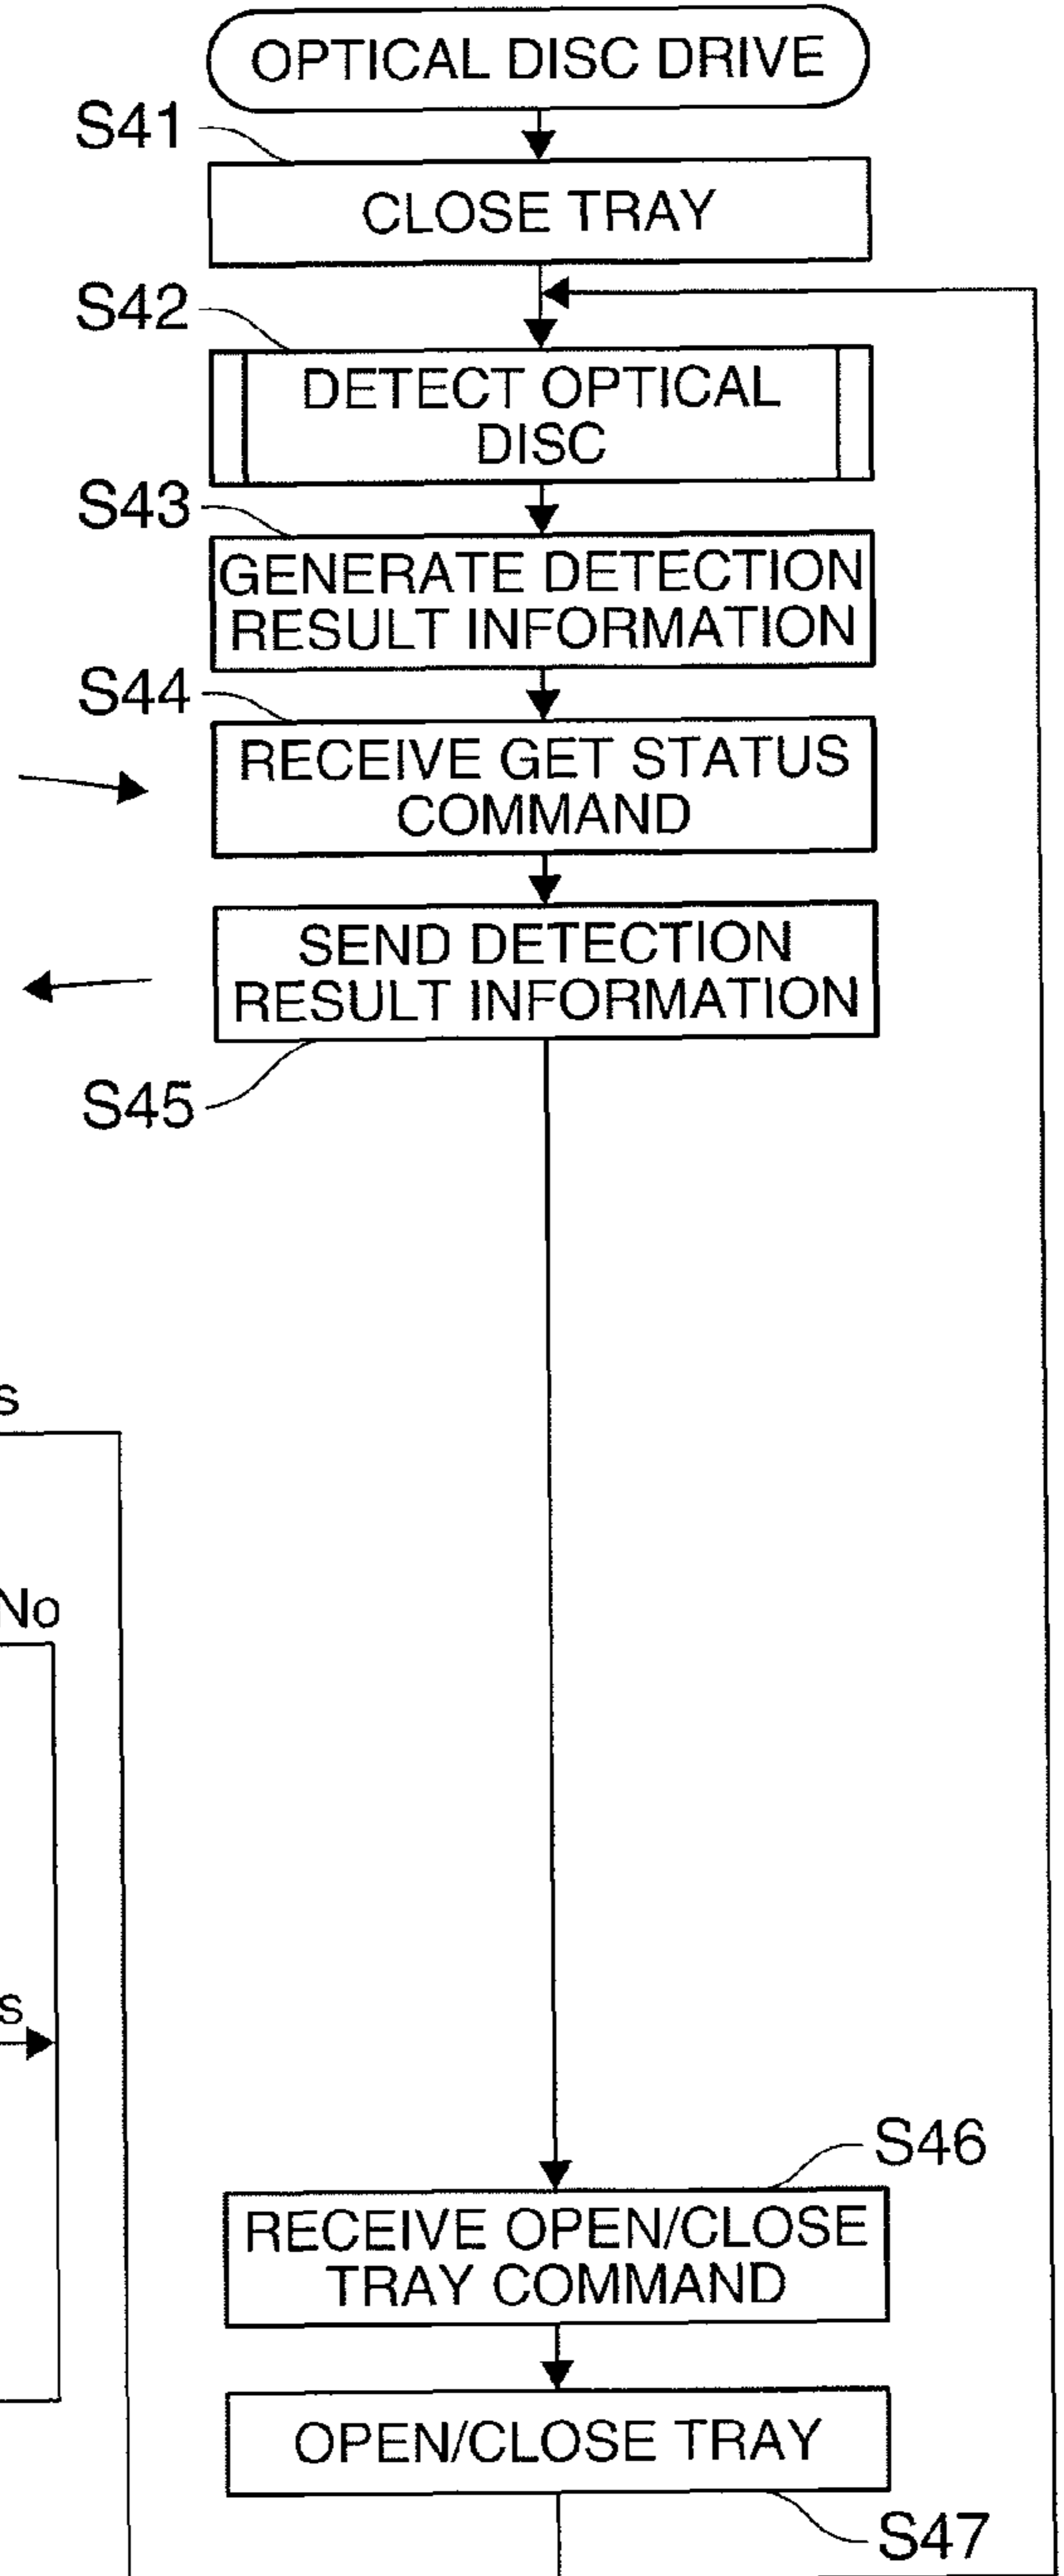 OPTICAL DISC DRIVE
S41
CLOSE TRAY
S42
DETECT OPTICAL
DISC
S43
GENERATE DETECTION
RESULT INFORMATION
S44
RECEIVE GET STATUS
COMMAND
SEND DETECTION
RESULT INFORMATION
S45
s
No
s
S46
RECEIVE OPEN/CLOSE
TRAY COMMAND
OPEN/CLOSE TRAY
S47